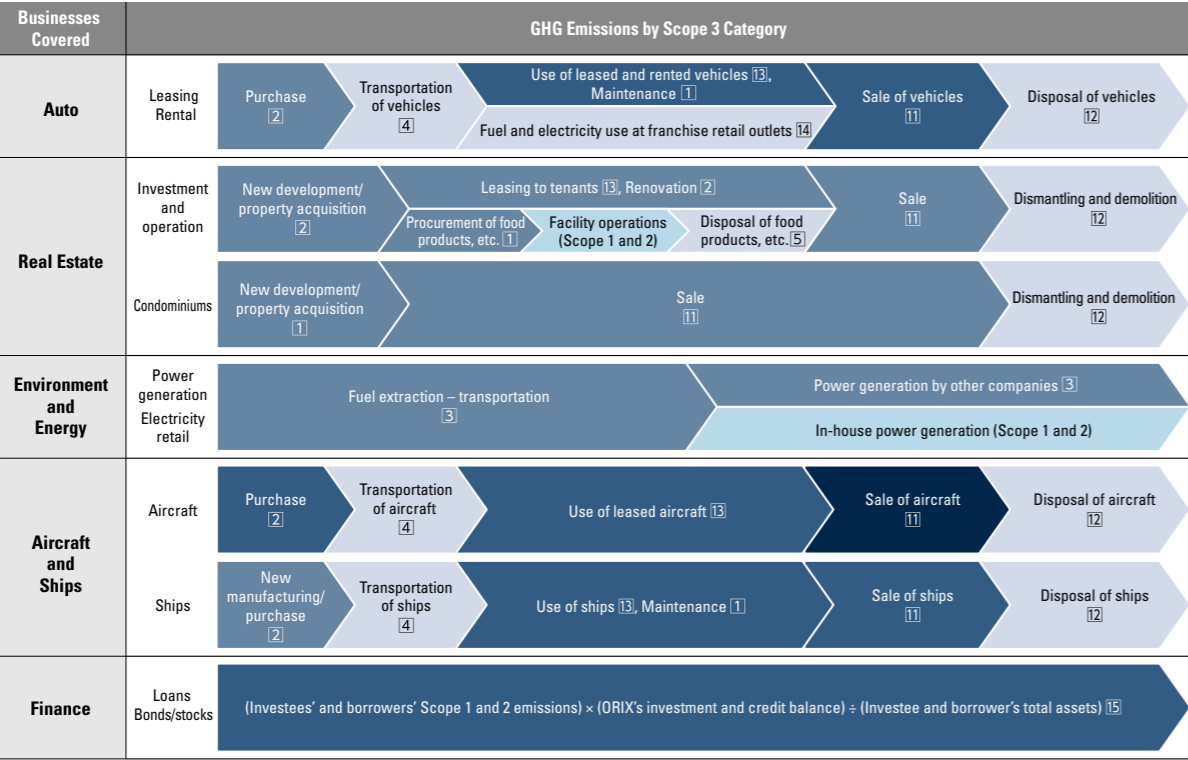 Businesses
Covered
GHG Emissions by Scope 3 Category
Auto
Leasing
Rental
Purchase
2
Transportation
of vehicles
4
Use of leased and rented vehicles 13,
Maintenance 1
Fuel and electricity use at franchise retail outlets 14
Sale of vehicles
11
Disposal of vehicles
12
Real Estate
Investment
and
operation
New development/
property acquisition
2
Leasing to tenants 13, Renovation 2
Procurement of food
products, etc. 1
Facility operations
(Scope 1 and 2)
Disposal of food
products, etc. 5
Sale
11
Dismantling and demolition
12
Condominiums
New development/
property acquisition
1
Sale
11
Dismantling and demolition
12
Environment
and
Energy
Power
generation
Electricity
retail
Fuel extraction – transportation
3
Power generation by other companies 3
In-house power generation (Scope 1 and 2)
Aircraft
and
Ships
Aircraft
Purchase
2
Transportation
of aircraft
4
Use of leased aircraft 13
Sale of aircraft
11
Disposal of aircraft
12
Ships
New
manufacturing/
purchase
2
Transportation
of ships
4
Use of ships 13, Maintenance 1
Sale of ships
11
Disposal of ships
12
Finance
Loans
Bonds/stocks
(Investees’ and borrowers’ Scope 1 and 2 emissions) × (ORIX’s investment and credit balance) ÷ (Investee and borrower’s total assets) 15